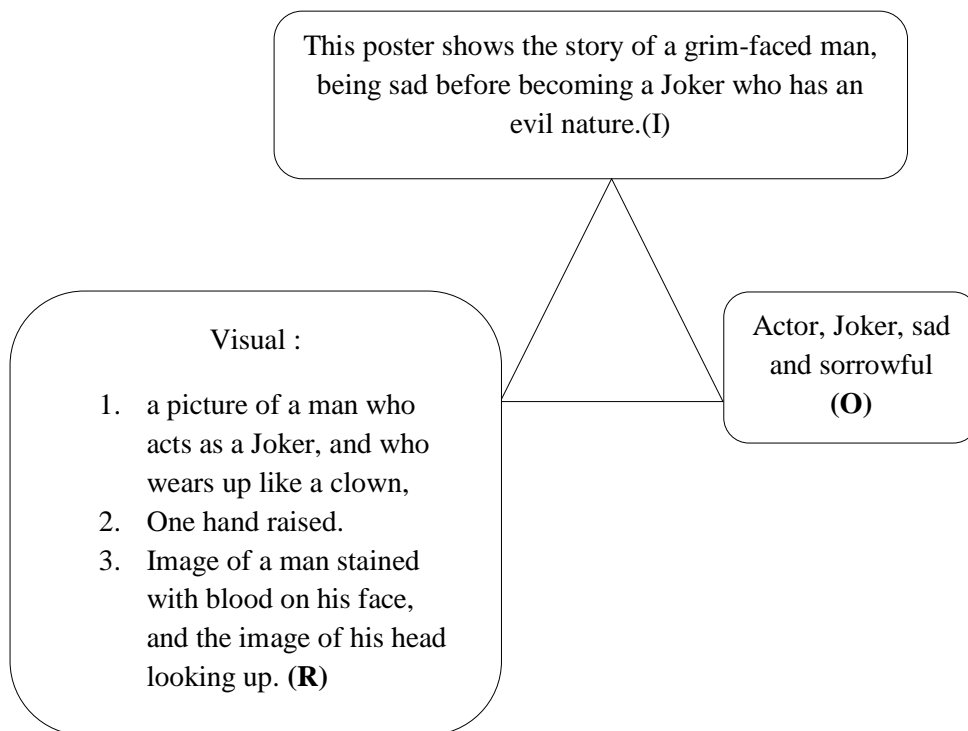 This poster shows the story of a grim-faced man,
being sad before becoming a Joker who has an
evil nature.(I)
Visual :
1. a picture of a man who
acts as a Joker, and who
wears up like a clown,
2. One hand raised.
3. Image of a man stained
with blood on his face,
and the image of his head
looking up. (R)
Actor, Joker, sad
and sorrowful
(O)